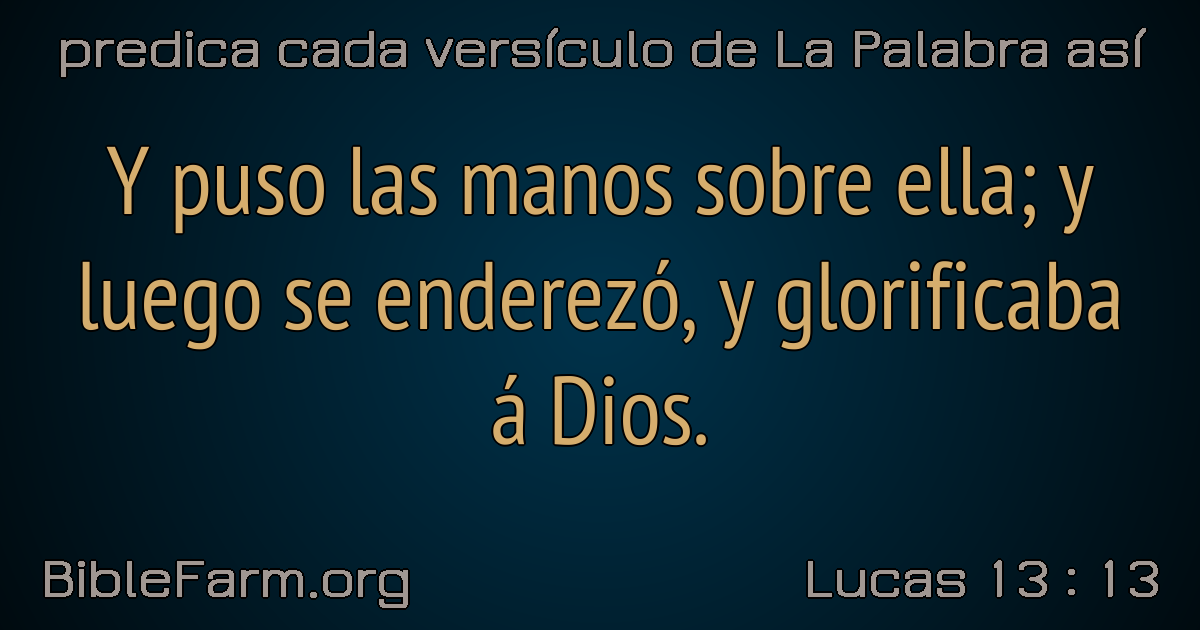 predica cada versículo de La Palabra así
Y puso las manos sobre ella; y
luego se enderezó, y glorificaba
á Dios.
BibleFarm.org
Lucas 13 : 13